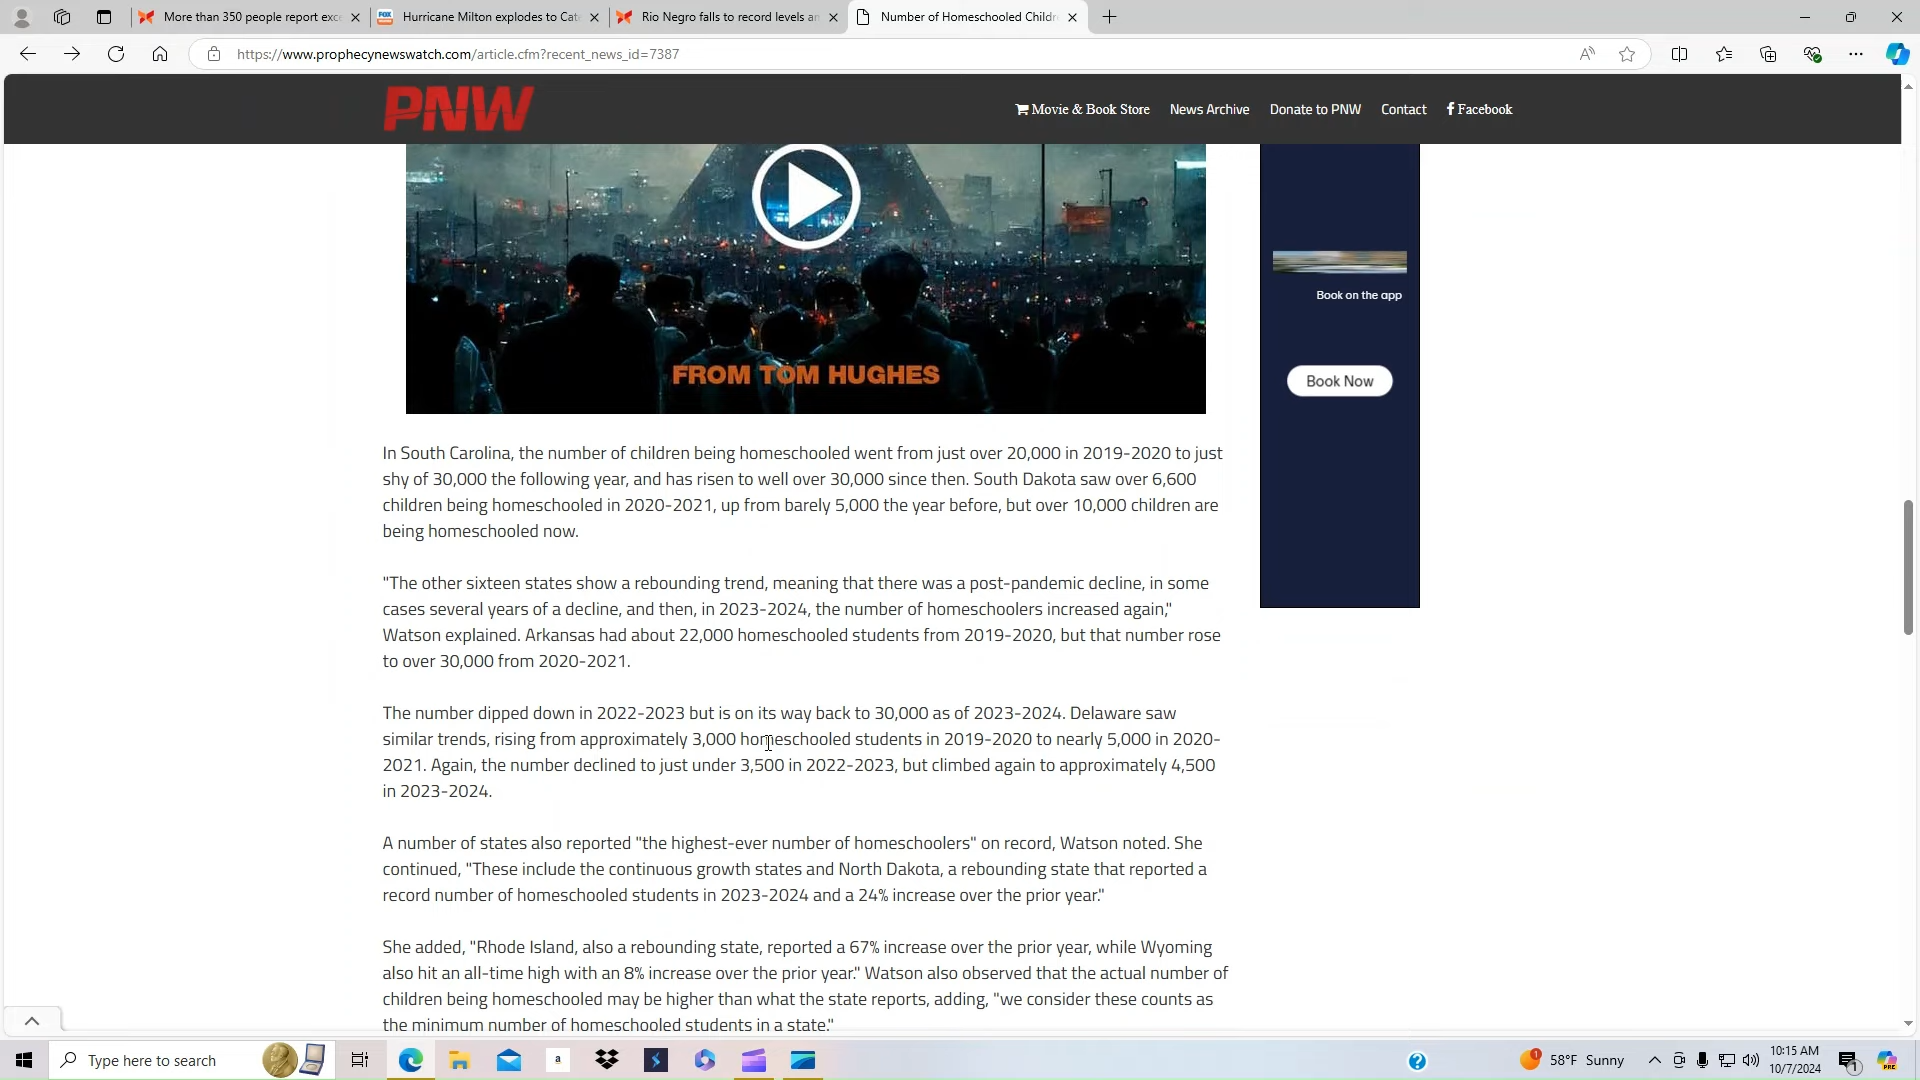 More than 350 people report exce
Hurricane Milton explodes to Cat
Rio Negro falls to record levels an
Number of Homeschooled Childr
https://www.prophecynewswatch.com/article.cfm?recent_news_id=7387
PNW
Movie & Book Store
News Archive
Donate to PNW
Contact
Facebook
FROM TOM HUGHES
Book on the app
Book Now
In South Carolina, the number of children being homeschooled went from just over 20,000 in 2019-2020 to just
shy of 30,000 the following year, and has risen to well over 30,000 since then. South Dakota saw over 6,600
children being homeschooled in 2020-2021, up from barely 5,000 the year before, but over 10,000 children are
being homeschooled now.
"The other sixteen states show a rebounding trend, meaning that there was a post-pandemic decline, in some
cases several years of a decline, and then, in 2023-2024, the number of homeschoolers increased again,"
Watson explained. Arkansas had about 22,000 homeschooled students from 2019-2020, but that number rose
to over 30,000 from 2020-2021.
The number dipped down in 2022-2023 but is on its way back to 30,000 as of 2023-2024. Delaware saw
similar trends, rising from approximately 3,000 homeschooled students in 2019-2020 to nearly 5,000 in 2020-
2021. Again, the number declined to just under 3,500 in 2022-2023, but climbed again to approximately 4,500
in 2023-2024.
A number of states also reported "the highest-ever number of homeschoolers" on record, Watson noted. She
continued, "These include the continuous growth states and North Dakota, a rebounding state that reported a
record number of homeschooled students in 2023-2024 and a 24% increase over the prior year."
She added, "Rhode Island, also a rebounding state, reported a 67% increase over the prior year, while Wyoming
also hit an all-time high with an 8% increase over the prior year." Watson also observed that the actual number of
children being homeschooled may be higher than what the state reports, adding, "we consider these counts as
the minimum number of homeschooled students in a state."
Type here to search
58°F Sunny
10:15 AM
10/7/2024